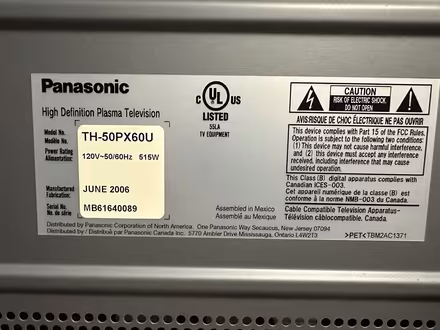 Panasonic
High Definition Plasma Television
Model No.
Modèle No.
TH-50PX60U
Power Rating
Alimentation:
120V~50/60Hz 515W
Manufactured
Fabrication:
JUNE 2006
Serial No.
No. de série
MB61640089
C UL US
LISTED
55LA
TV EQUIPMENT
CAUTION
RISK OF ELECTRIC SHOCK
DO NOT OPEN
AVIS:RISQUE DE CHOC ÉLECTRIQUE NE PAS OUVRIR
This device complies with Part 15 of the FCC Rules.
Operation is subject to the following two conditions:
(1) This device may not cause harmful interference,
and (2) this device must accept any interference
received, including interference that may cause
undesired operation.
This Class (B) digital apparatus complies with
Canadian ICES-003.
Cet appareil numérique de la classe (B) est
conforme à la norme NMB-003 du Canada.
Cable Compatible Television Apparatus-
Télévision câblocompatible. Canada.
Assembled in Mexico
Assemblé au Mexique
Distributed by Panasonic Corporation of North America. One Panasonic Way Secaucus, New Jersey 07094
Distributed by / Distribué par Panasonic Canada Inc. 5770 Ambler Drive Mississauga, Ontario L4W2T3
>PET< TBM2AC1371